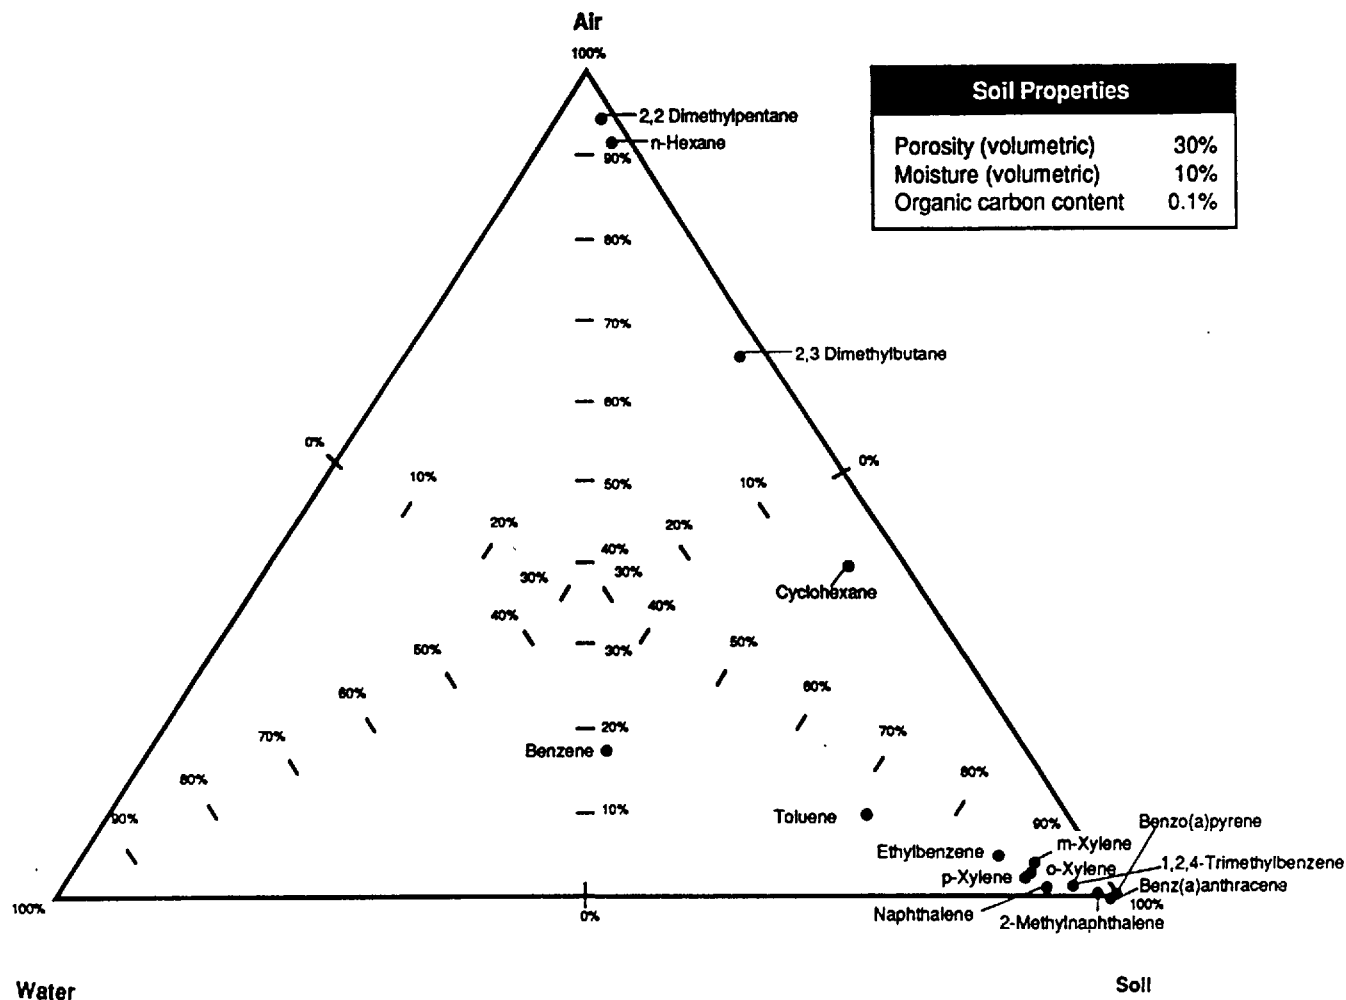 Air
100%
Soil Properties
Porosity (volumetric) 30%
Moisture (volumetric) 10%
Organic carbon content 0.1%
2,2 Dimethylpentane
n-Hexane
90%
80%
70%
2,3 Dimethylbutane
60%
0%
0%
10%
50%
10%
20%
20%
40%
30%
30%
Cyclohexane
40%
40%
50%
30%
50%
60%
60%
70%
20%
70%
Benzene
80%
80%
10%
90%
Toluene
90%
Benzo(a)pyrene
m-Xylene
Ethylbenzene
1,2,4-Trimethylbenzene
o-Xylene
p-Xylene
Benz(a)anthracene
100%
100%
0%
Naphthalene
2-Methylnaphthalene
Water
Soil